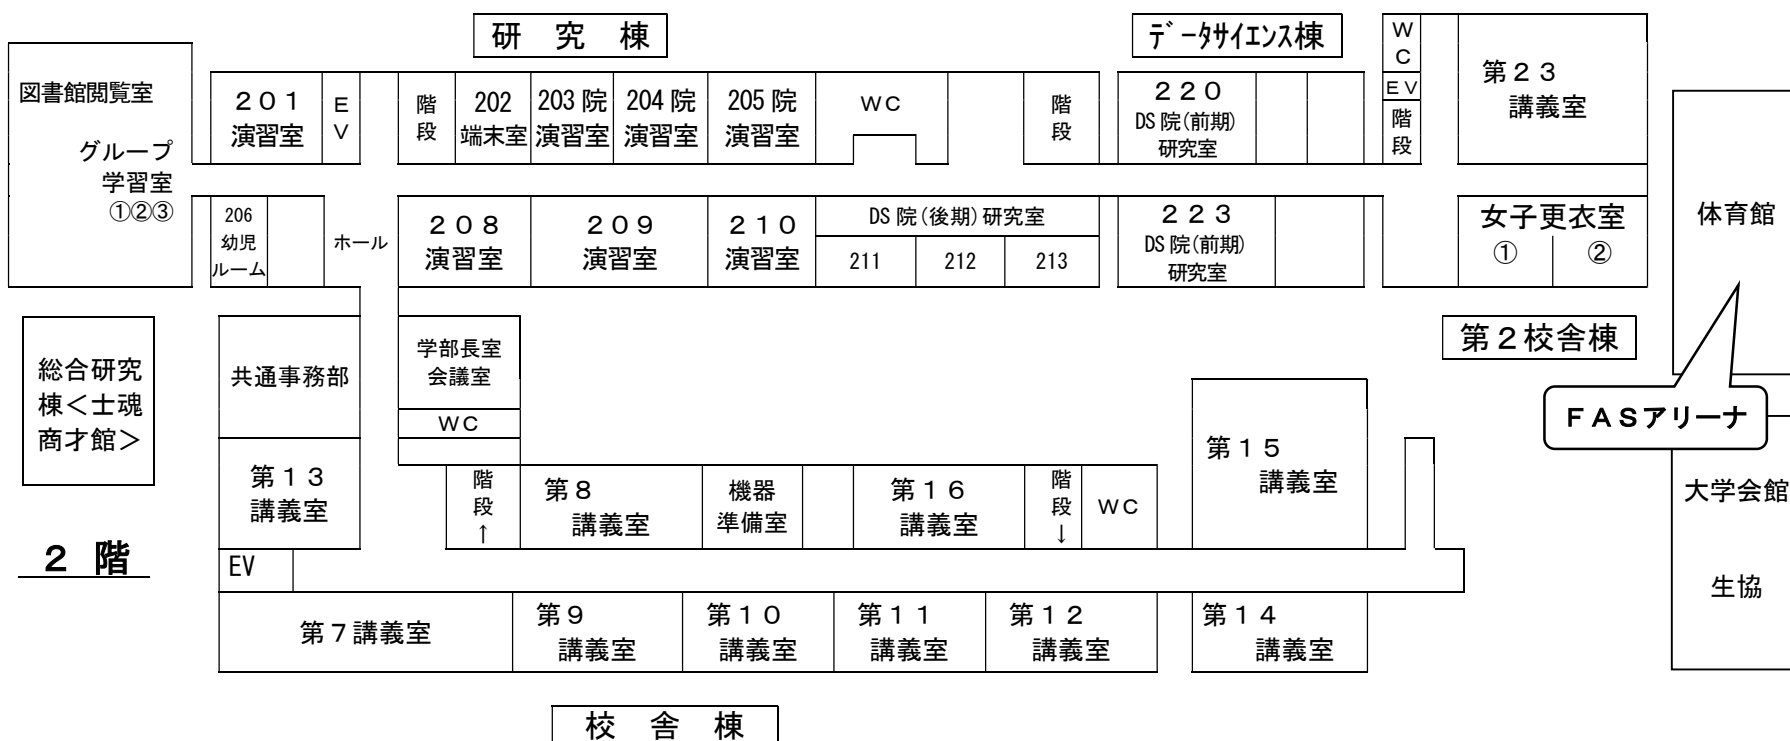 研 究 棟
ﾃﾞｰﾀｻｲｴﾝｽ棟
図書館閲覧室
グループ
学習室
①②③
２０１
演習室
E
V
階
段
202
端末室
203 院
演習室
204 院
演習室
205 院
演習室
ＷＣ
階
段
２２０
DS 院(前期)
研究室
Ｗ
Ｃ
ＥＶ
階
段
第２３
講義室
206
幼児
ルーム
ホール
２０８
演習室
２０９
演習室
２１０
演習室
DS 院(後期)研究室
211
212
213
２２３
DS 院(前期)
研究室
女子更衣室
①
②
体育館
第２校舎棟
ＦＡＳアリーナ
総合研究
棟＜士魂
商才館＞
共通事務部
学部長室
会議室
ＷＣ
第１３
講義室
階
段
↑
第８
講義室
機器
準備室
第１６
講義室
階
段
↓
ＷＣ
第１５
講義室
大学会館
生協
２ 階
EV
第７講義室
第９
講義室
第１０
講義室
第１１
講義室
第１２
講義室
第１４
講義室
校 舎 棟